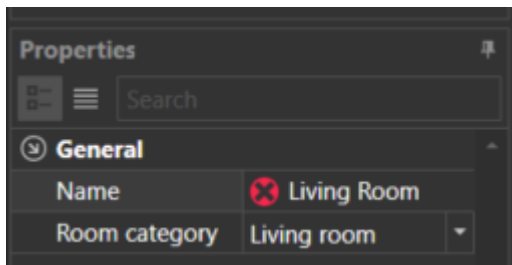 Properties
Search
General
Name Living Room
Room category Living room